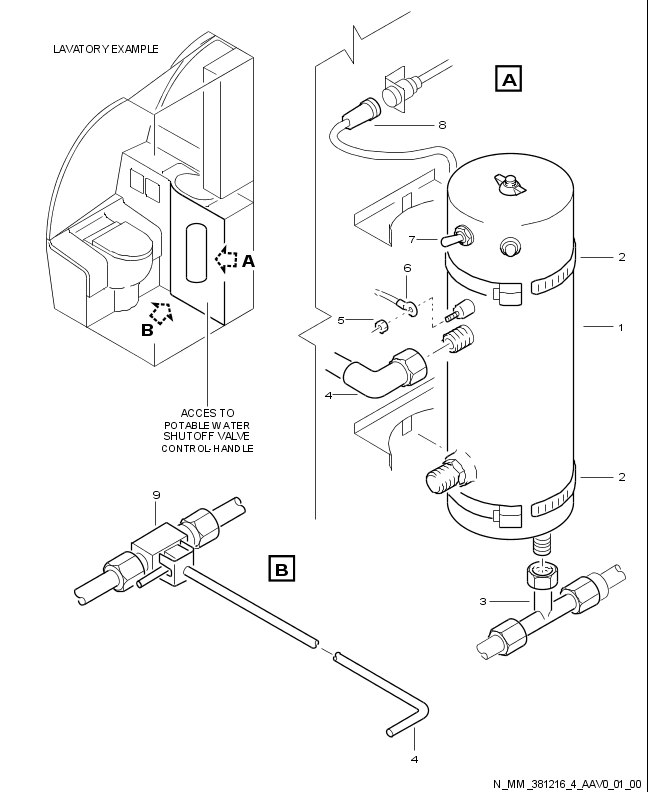 LAVATORY EXAMPLE
A
8
7
2
6
5
1
4
A
B
ACCES TO
POTABLE WATER
SHUTOFF VALVE
CONTROL-HANDLE
2
9
B
3
4
N_MM_381216_4_AAV0_01_00